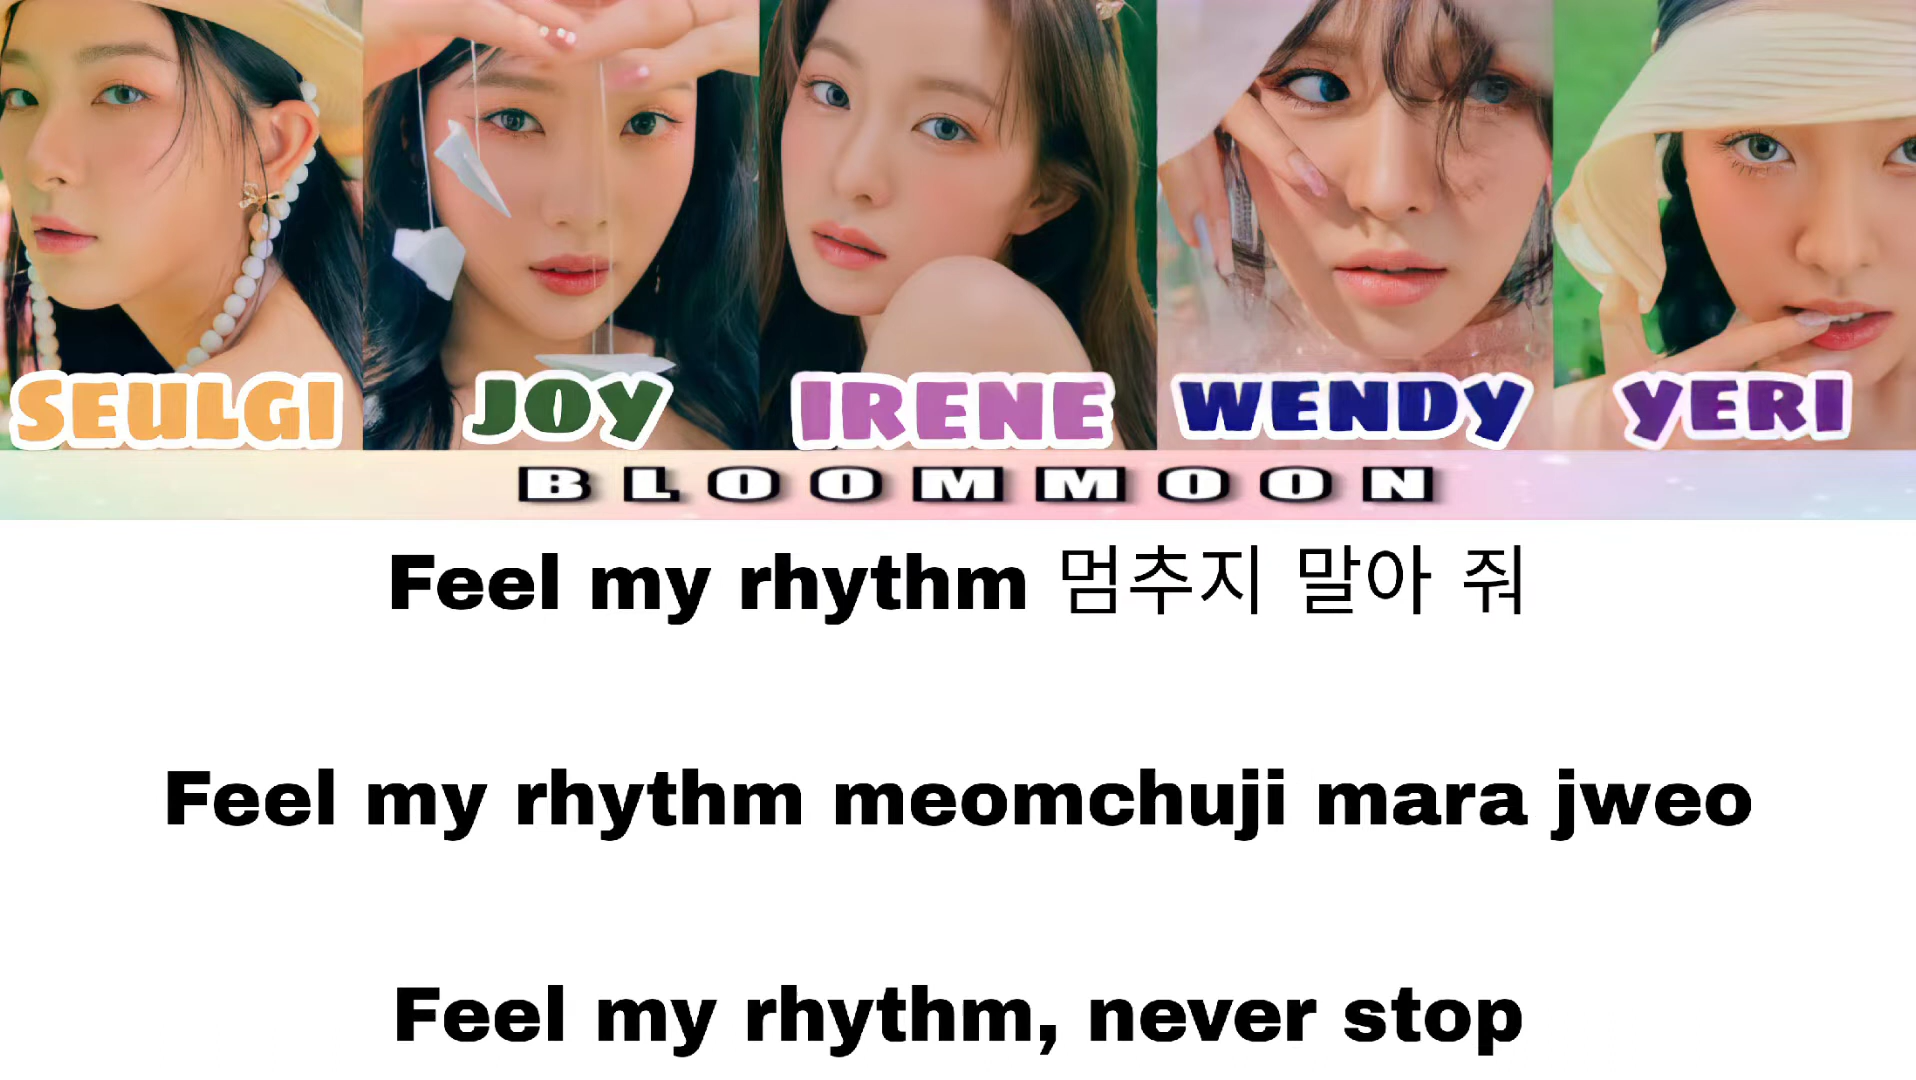 SEULGI JOY IRENE WENDY YERI
BLOOMMOON
Feel my rhythm 멈추지 말아 줘
Feel my rhythm meomchuji mara jweo
Feel my rhythm, never stop